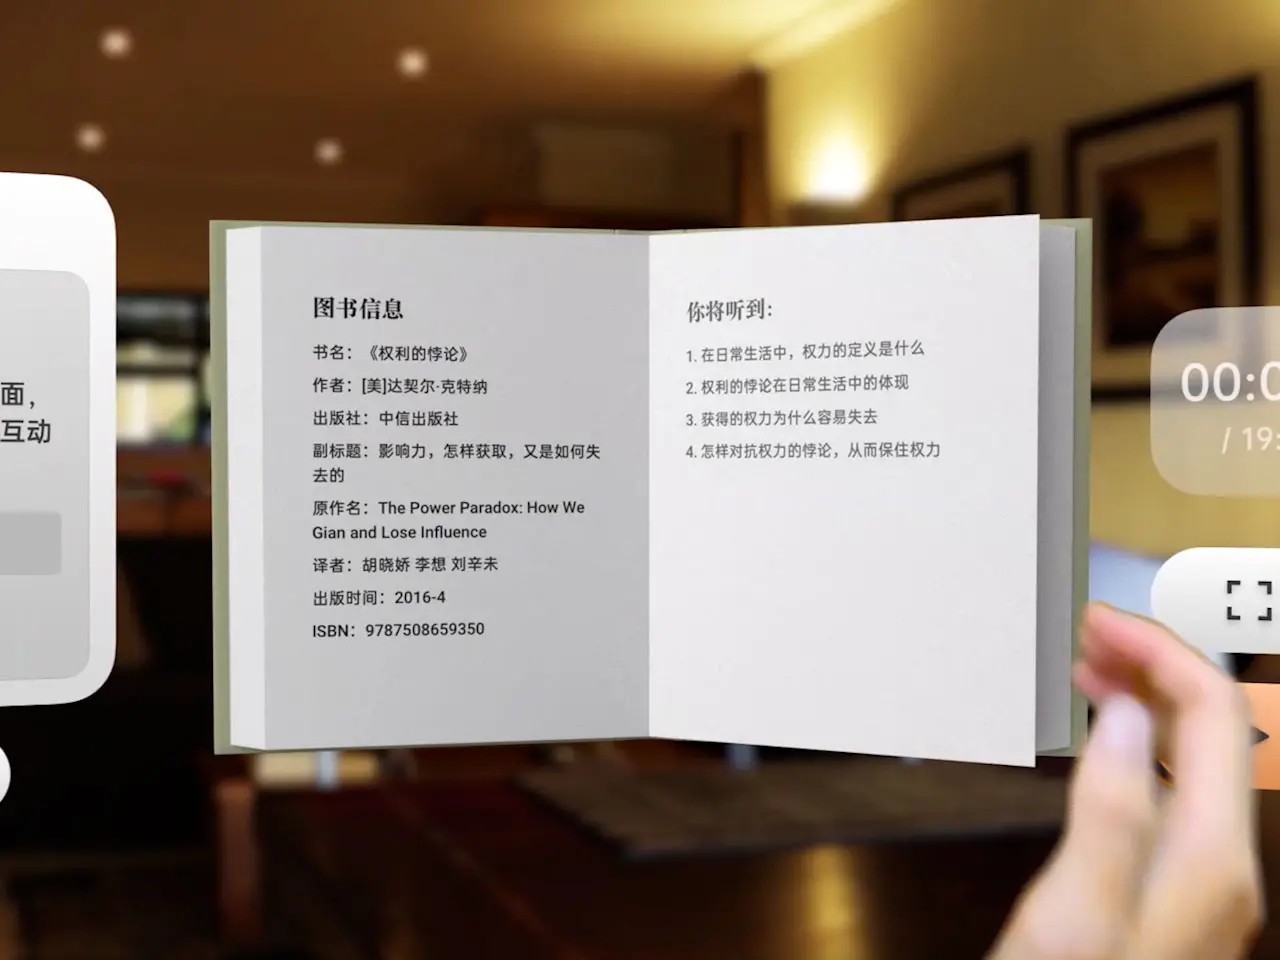 面，
互动
图书信息
书名：《权利的悖论》
作者：[美]达契尔·克特纳
出版社：中信出版社
副标题：影响力，怎样获取，又是如何失
去的
原作名：The Power Paradox: How We
Gian and Lose Influence
译者：胡晓娇 李想 刘辛未
出版时间：2016-4
ISBN：9787508659350
你将听到：
1. 在日常生活中，权力的定义是什么
2. 权利的悖论在日常生活中的体现
3. 获得的权力为什么容易失去
4. 怎样对抗权力的悖论，从而保住权力
00:0
/ 19: